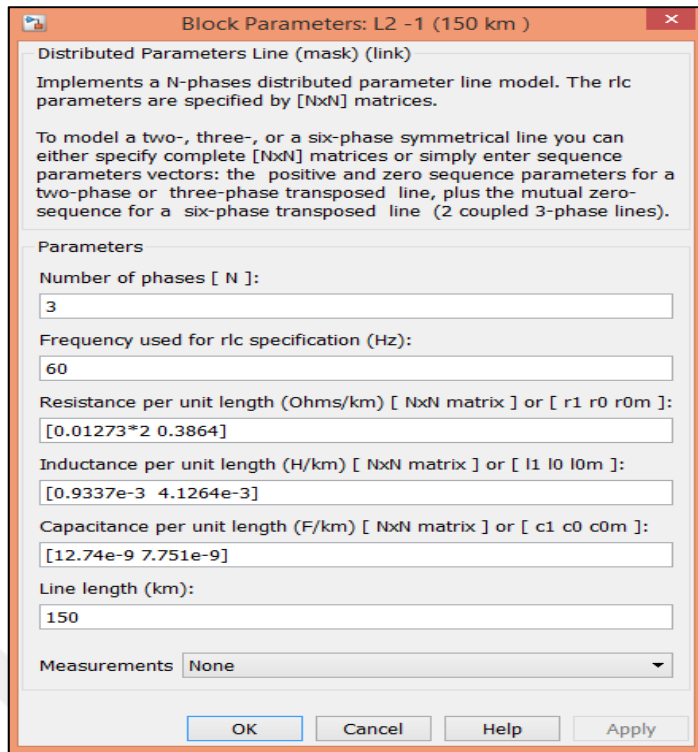 Block Parameters: L2 -1 (150 km )
Distributed Parameters Line (mask) (link)
Implements a N-phases distributed parameter line model. The rlc
parameters are specified by [NxN] matrices.
To model a two-, three-, or a six-phase symmetrical line you can
either specify complete [NxN] matrices or simply enter sequence
parameters vectors: the positive and zero sequence parameters for a
two-phase or three-phase transposed line, plus the mutual zero-
sequence for a six-phase transposed line (2 coupled 3-phase lines).
Parameters
Number of phases [ N ]:
3
Frequency used for rlc specification (Hz):
60
Resistance per unit length (Ohms/km) [ NxN matrix ] or [ r1 r0 r0m ]:
[0.01273*2 0.3864]
Inductance per unit length (H/km) [ NxN matrix ] or [ l1 l0 l0m ]:
[0.9337e-3 4.1264e-3]
Capacitance per unit length (F/km) [ NxN matrix ] or [ c1 c0 c0m ]:
[12.74e-9 7.751e-9]
Line length (km):
150
Measurements None
OK Cancel Help Apply